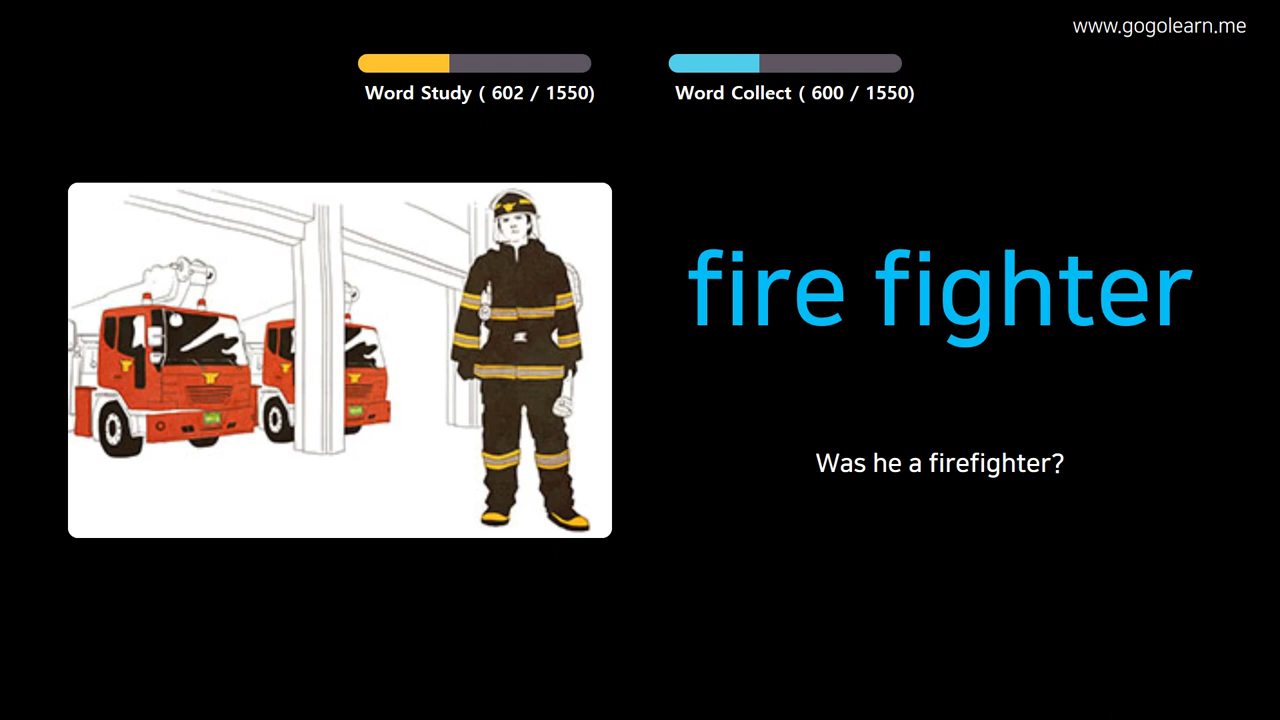 www.gogolearn.me
Word Study ( 602 / 1550)
Word Collect ( 600 / 1550)
fire fighter
Was he a firefighter?